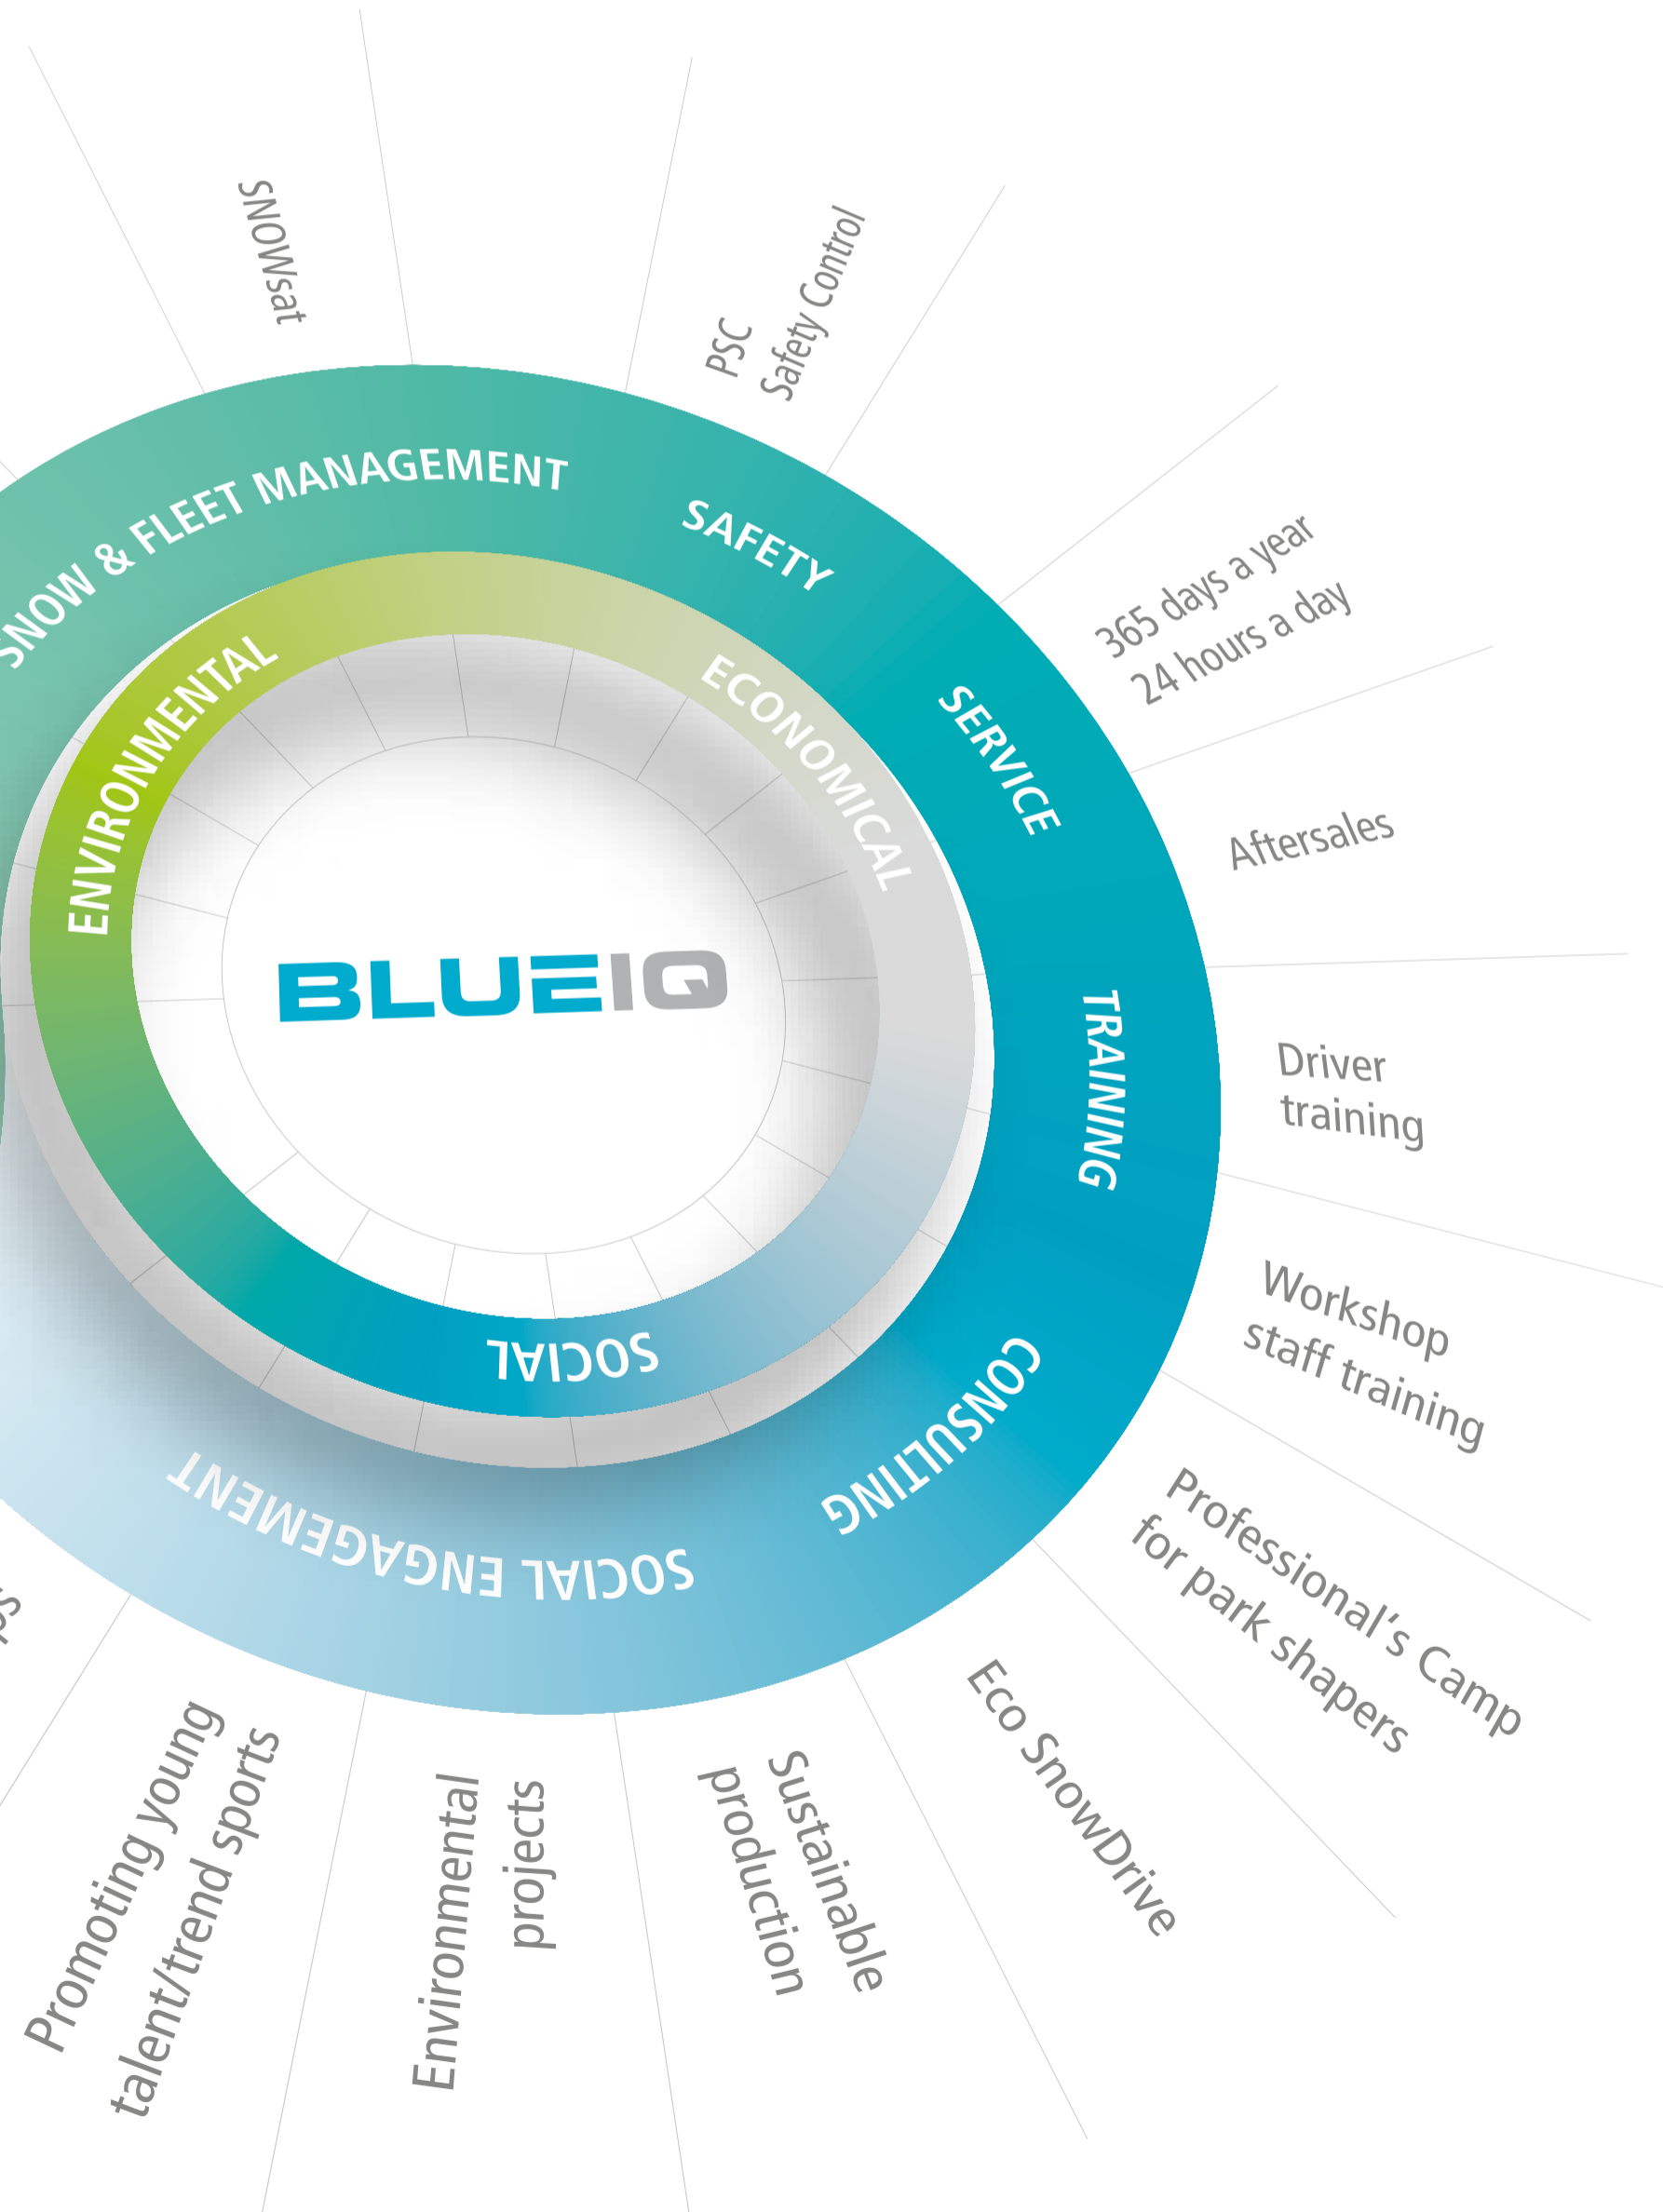 SNOWsat
PSC
Safety Control
365 days a year
24 hours a day
Aftersales
Driver
training
Workshop
staff training
Professional‘s Camp
for park shapers
Eco SnowDrive
Sustainable
production
Environmental
projects
Promoting young
talent/trend sports
SNOW & FLEET MANAGEMENT
SAFETY
SERVICE
TRAINING
CONSULTING
SOCIAL ENGAGEMENT
ENVIRONMENTAL
ECONOMICAL
SOCIAL
BLUEIQ